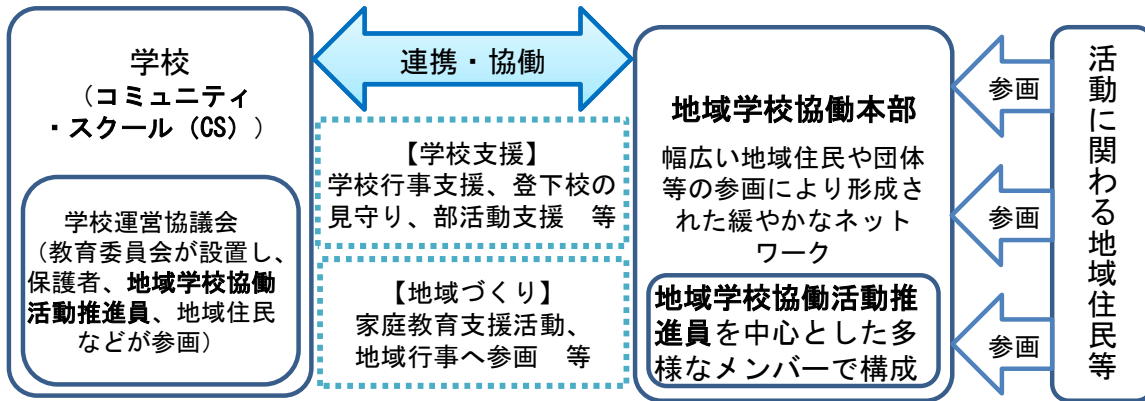 学校
（コミュニティ
・スクール（CS））
学校運営協議会
（教育委員会が設置し、
保護者、地域学校協働
活動推進員、地域住民
などが参画）
連携・協働
【学校支援】
学校行事支援、登下校の
見守り、部活動支援　等
【地域づくり】
家庭教育支援活動、
地域行事へ参画　等
地域学校協働本部
幅広い地域住民や団体
等の参画により形成さ
れた緩やかなネット
ワーク
地域学校協働活動推
進員を中心とした多
様なメンバーで構成
参画
参画
参画
活動に関わる地域住民等